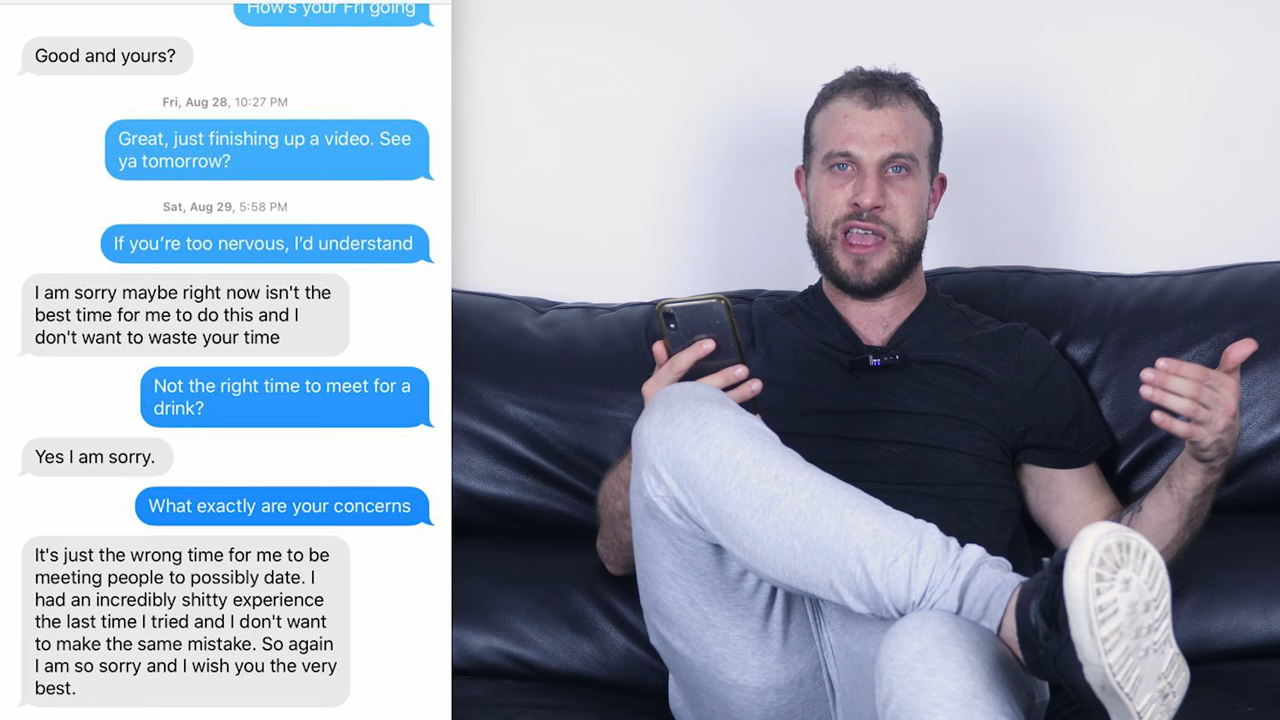 How's your Fri going
Good and yours?
Fri, Aug 28, 10:27 PM
Great, just finishing up a video. See
ya tomorrow?
Sat, Aug 29, 5:58 PM
If you’re too nervous, I’d understand
I am sorry maybe right now isn't the
best time for me to do this and I
don't want to waste your time
Not the right time to meet for a
drink?
Yes I am sorry.
What exactly are your concerns
It's just the wrong time for me to be
meeting people to possibly date. I
had an incredibly shitty experience
the last time I tried and I don't want
to make the same mistake. So again
I am so sorry and I wish you the very
best.